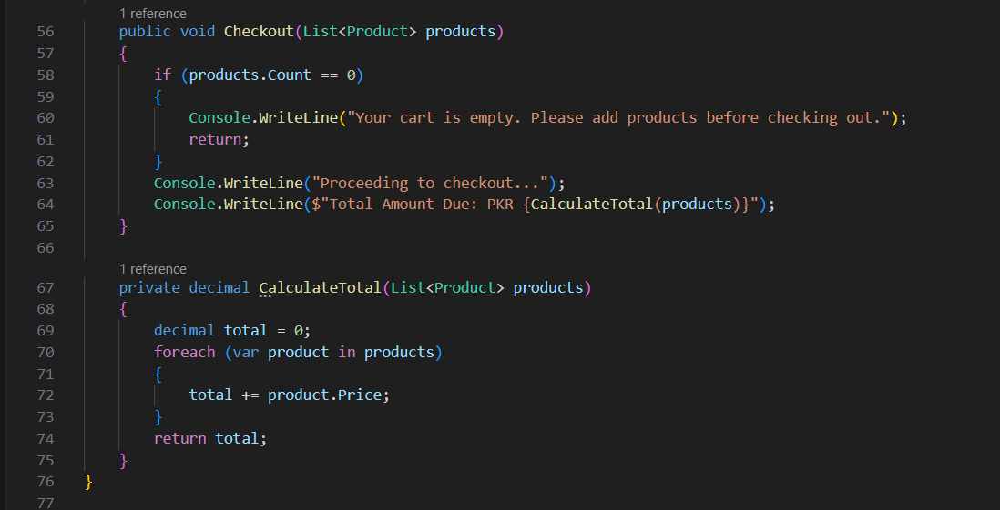 1 reference
56 public void Checkout(List<Product> products)
57 {
58 if (products.Count == 0)
59 {
60 Console.WriteLine("Your cart is empty. Please add products before checking out.");
61 return;
62 }
63 Console.WriteLine("Proceeding to checkout...");
64 Console.WriteLine($"Total Amount Due: PKR {CalculateTotal(products)}");
65 }
66
1 reference
67 private decimal CalculateTotal(List<Product> products)
68 {
69 decimal total = 0;
70 foreach (var product in products)
71 {
72 total += product.Price;
73 }
74 return total;
75 }
76 }
77